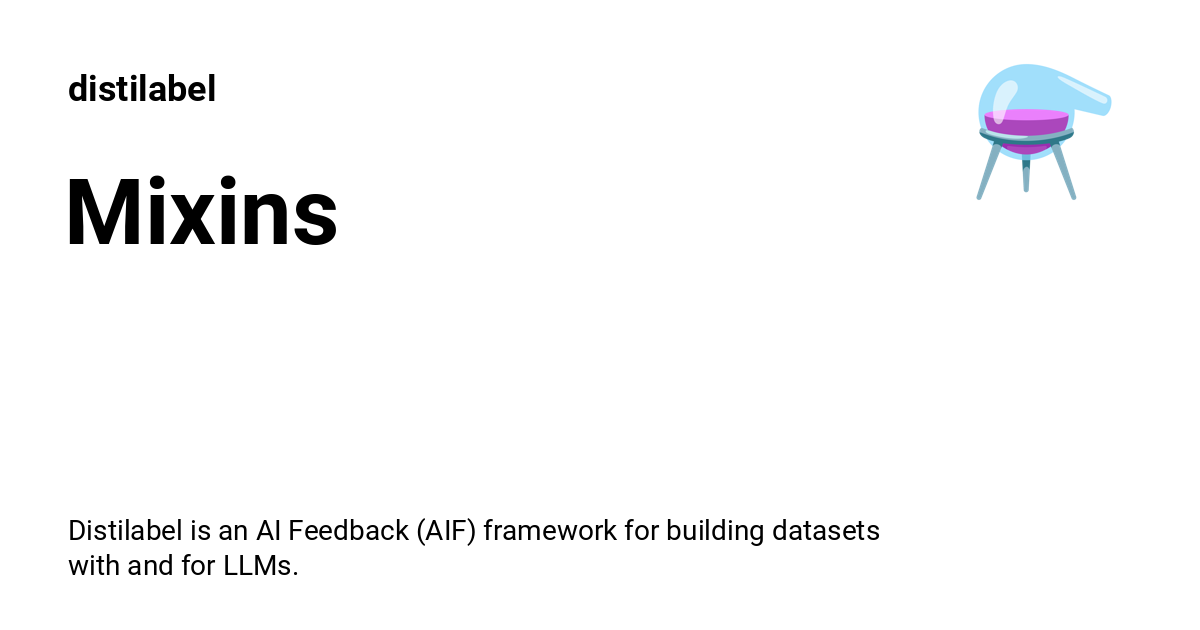 distilabel
Mixins
Distilabel is an AI Feedback (AIF) framework for building datasets
with and for LLMs.